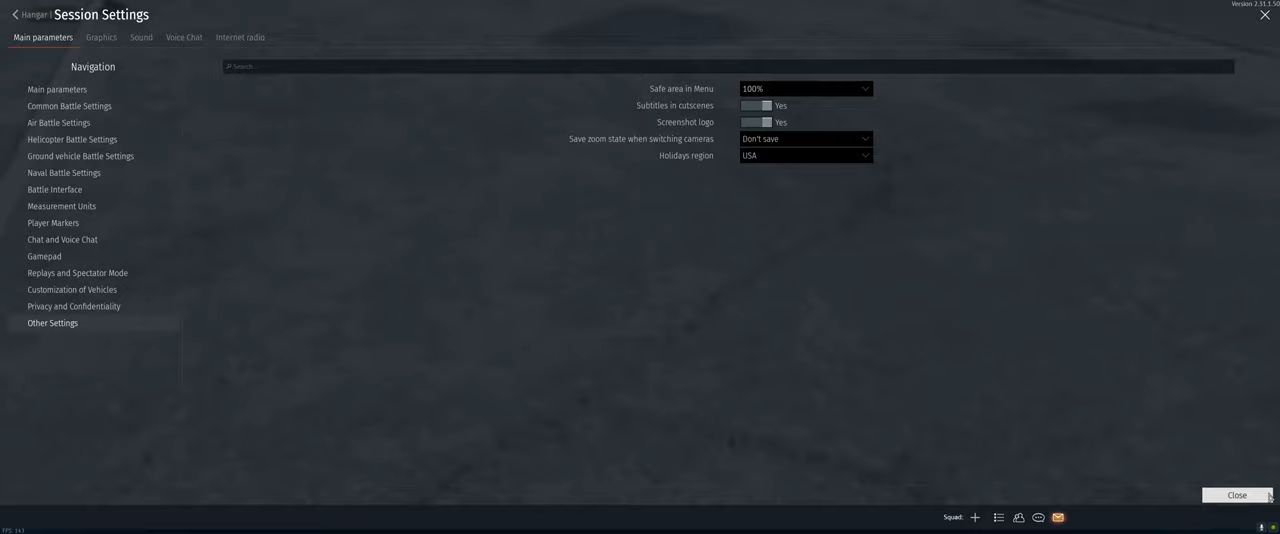 Version 2.31.1.50
Hangar | Session Settings
Main parameters Graphics Sound Voice Chat Internet radio
Navigation
Search...
Main parameters
Common Battle Settings
Air Battle Settings
Helicopter Battle Settings
Ground vehicle Battle Settings
Naval Battle Settings
Battle Interface
Measurement Units
Player Markers
Chat and Voice Chat
Gamepad
Replays and Spectator Mode
Customization of Vehicles
Privacy and Confidentiality
Other Settings
Safe area in Menu 100%
Subtitles in cutscenes Yes
Screenshot logo Yes
Save zoom state when switching cameras Don't save
Holidays region USA
Close
Squad:
FPS: 143